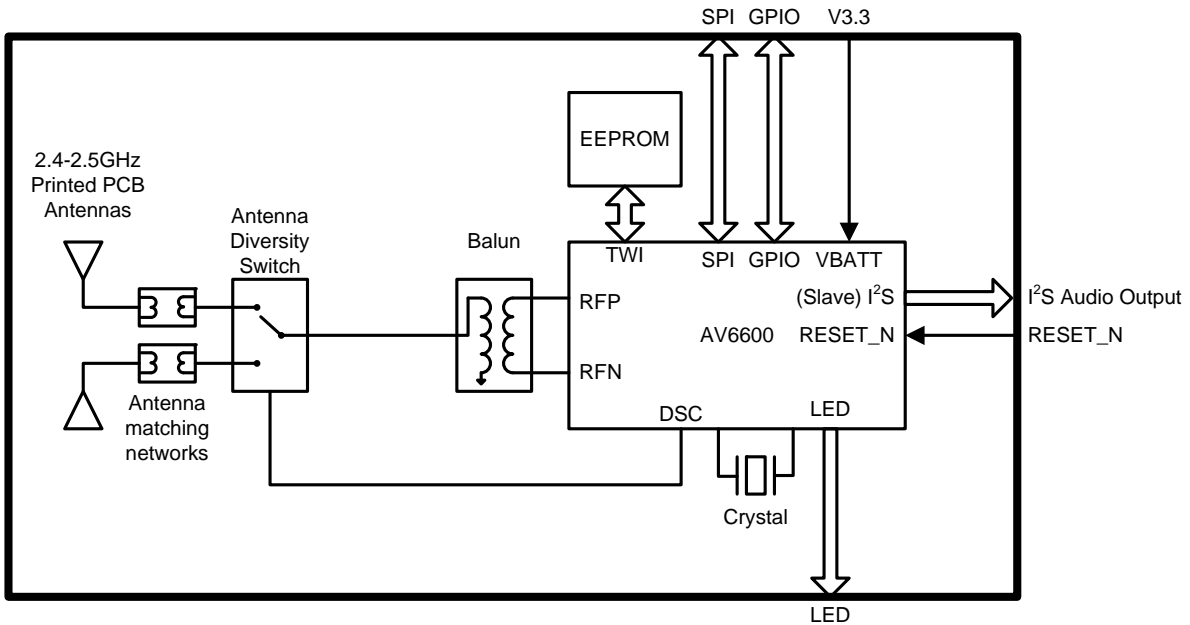 SPI GPIO V3.3
EEPROM
2.4-2.5GHz
Printed PCB
Antennas
Antenna
Diversity
Switch
Balun
TWI SPI GPIO VBATT
RFP (Slave) I²S
I²S Audio Output
AV6600 RESET_N
RESET_N
RFN
DSC LED
Antenna
matching
networks
Crystal
LED